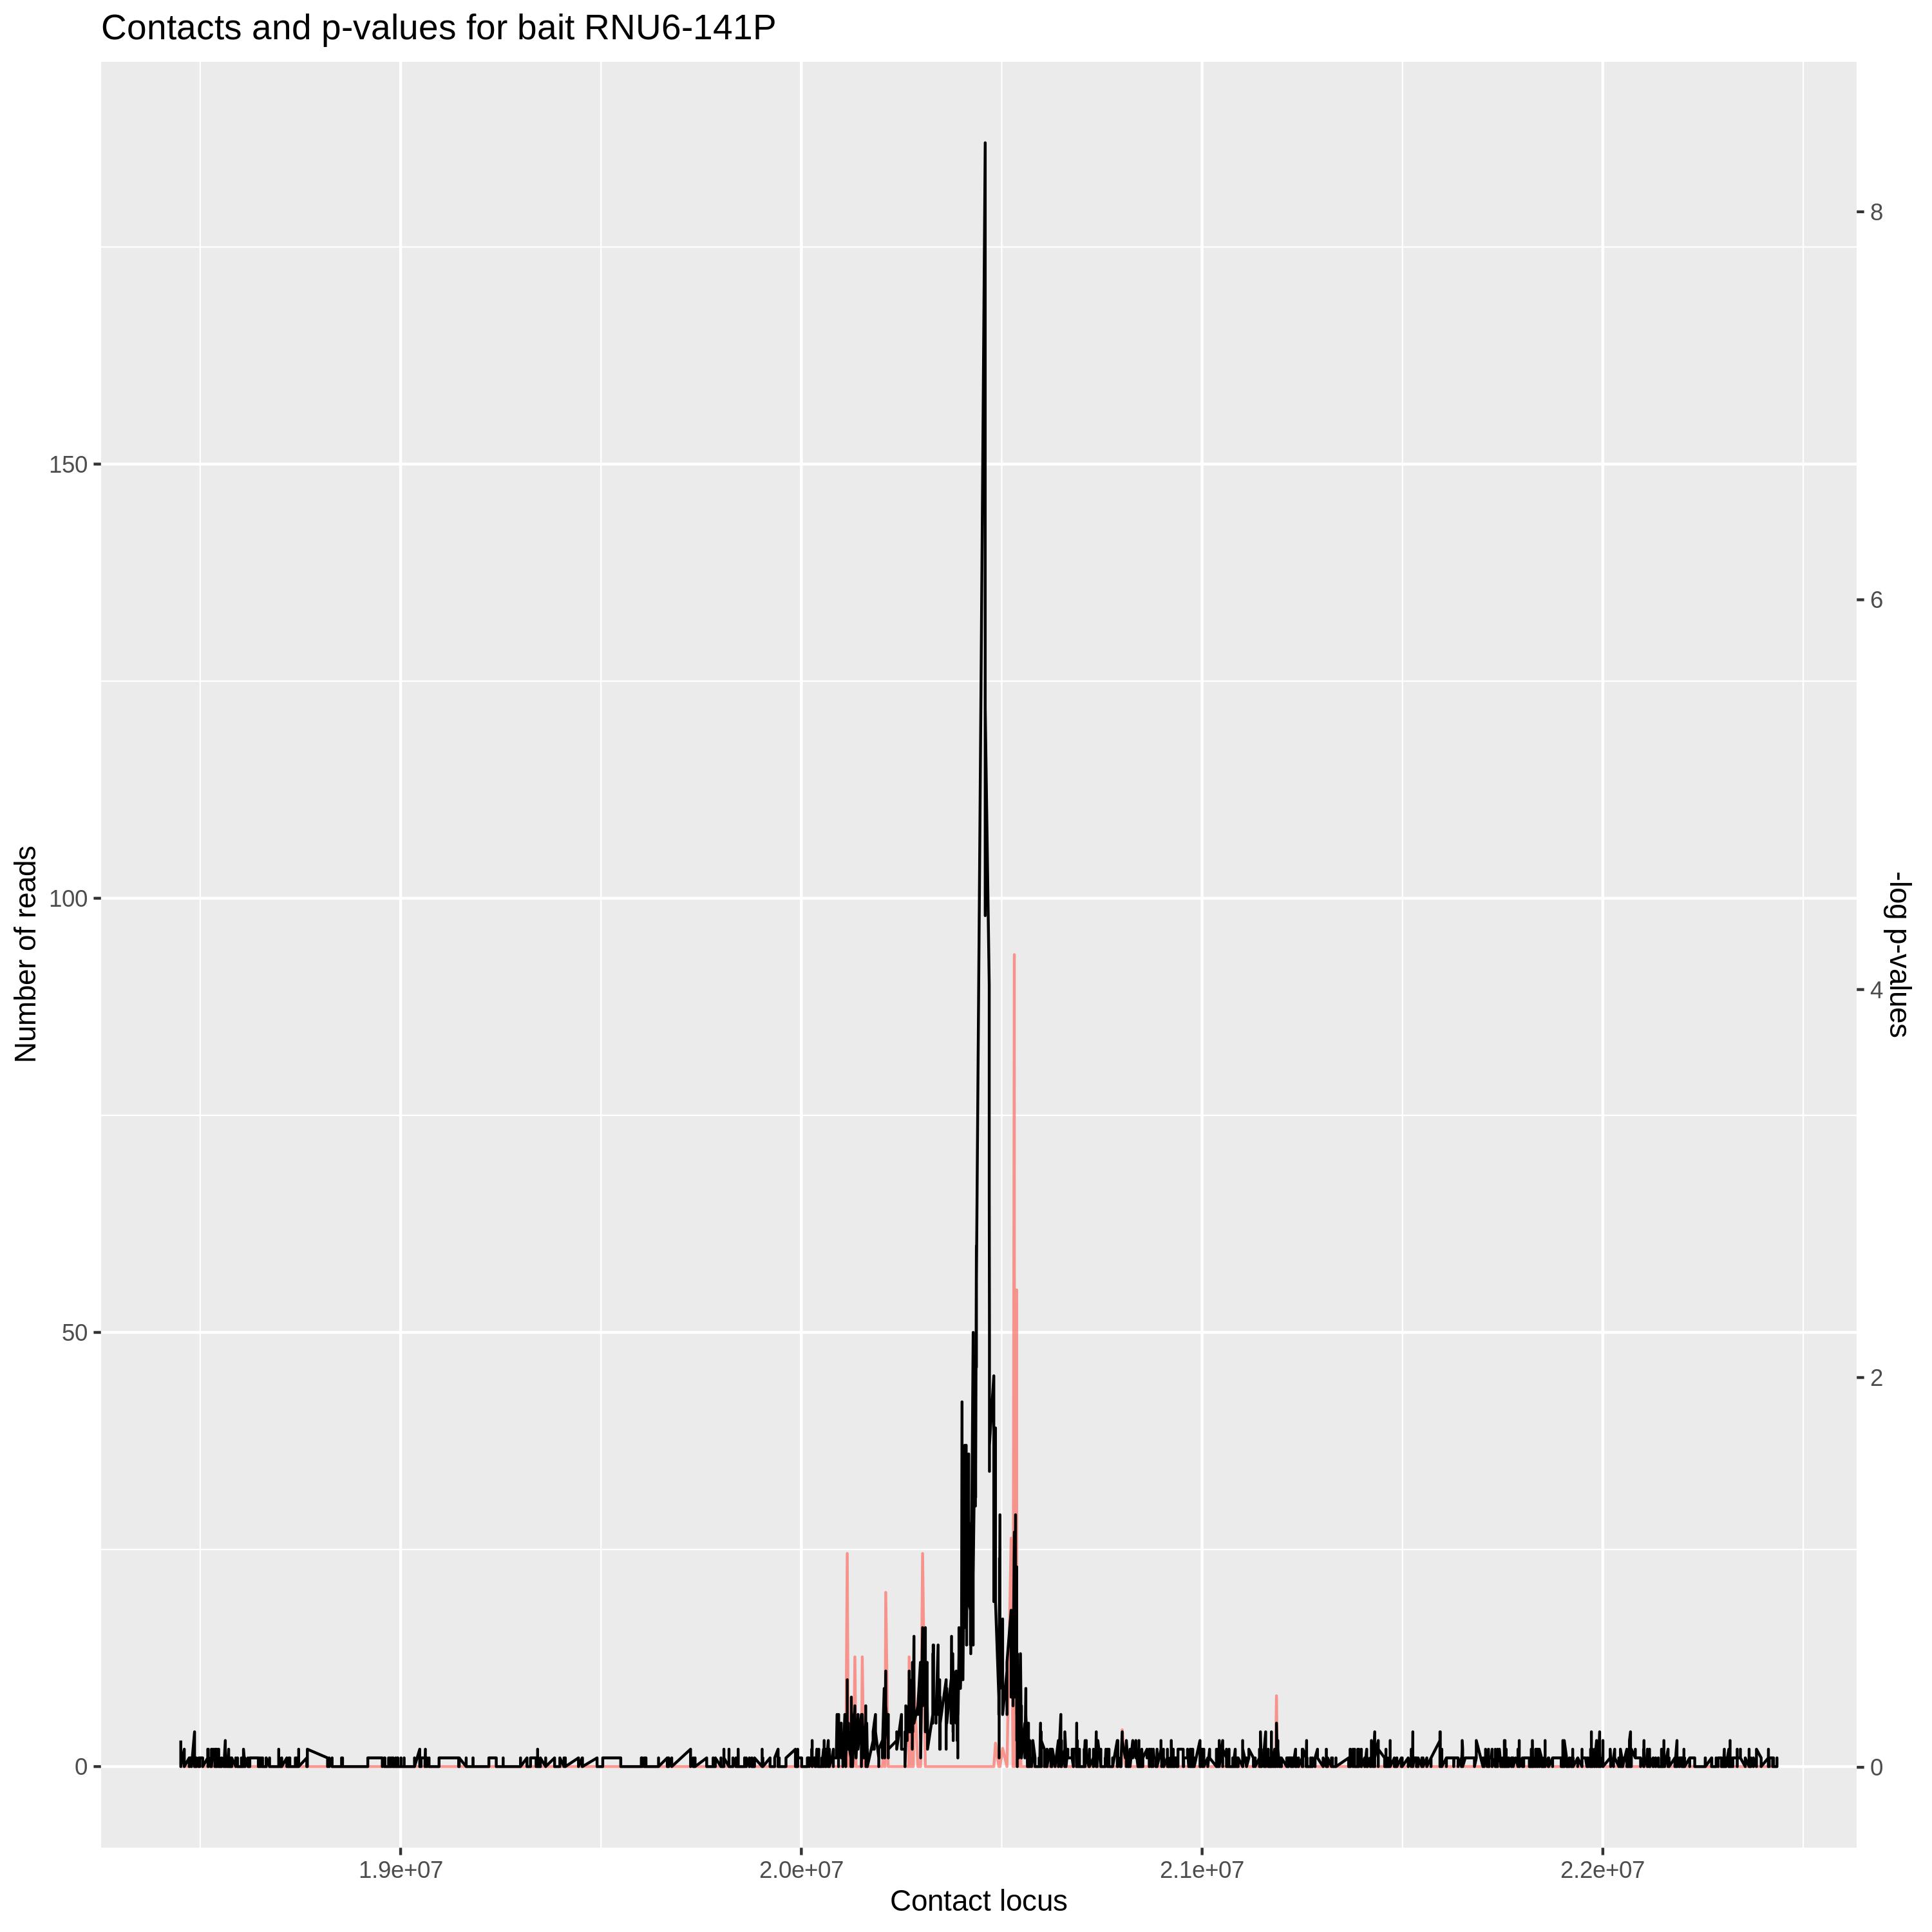 Contacts and p-values for bait RNU6-141P
Number of reads
150
100
50
0
8
6
4
2
0
-log p-values
1.9e+07
2.0e+07
2.1e+07
2.2e+07
Contact locus